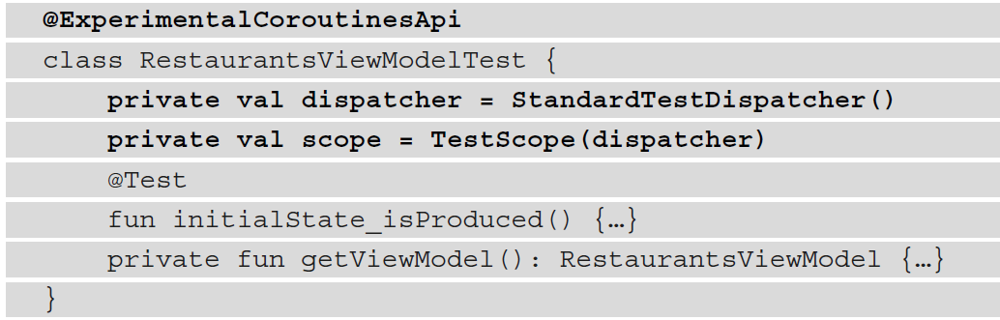 @ExperimentalCoroutinesApi
class RestaurantsViewModelTest {
    private val dispatcher = StandardTestDispatcher()
    private val scope = TestScope(dispatcher)
    @Test
    fun initialState_isProduced() {…}
    private fun getViewModel(): RestaurantsViewModel {…}
}